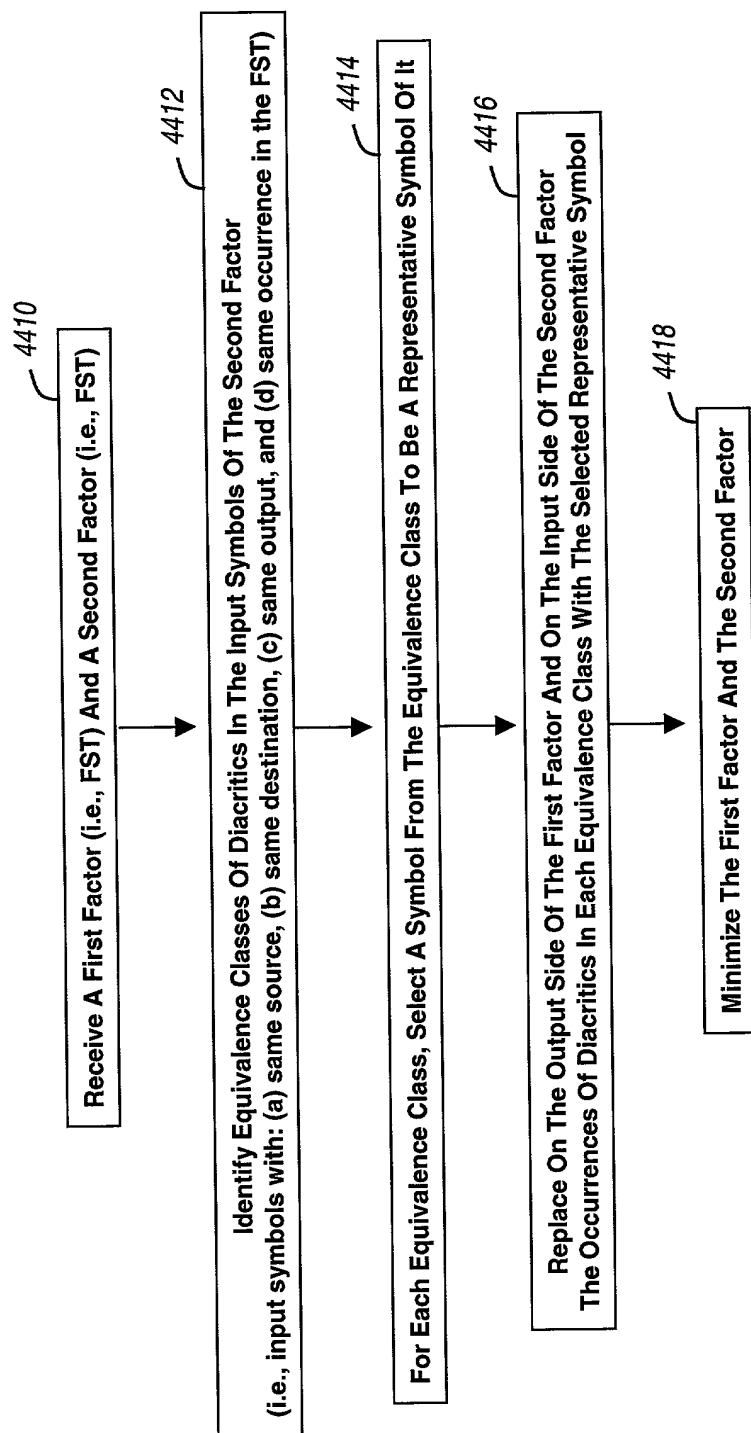 4410
Receive A First Factor (i.e., FST) And A Second Factor (i.e., FST)
4412
Identify Equivalence Classes Of Diacritics In The Input Symbols Of The Second Factor
(i.e., input symbols with: (a) same source, (b) same destination, (c) same output, and (d) same occurrence in the FST)
4414
For Each Equivalence Class, Select A Symbol From The Equivalence Class To Be A Representative Symbol Of It
4416
Replace On The Output Side Of The First Factor And On The Input Side Of The Second Factor
The Occurrences Of Diacritics In Each Equivalence Class With The Selected Representative Symbol
4418
Minimize The First Factor And The Second Factor